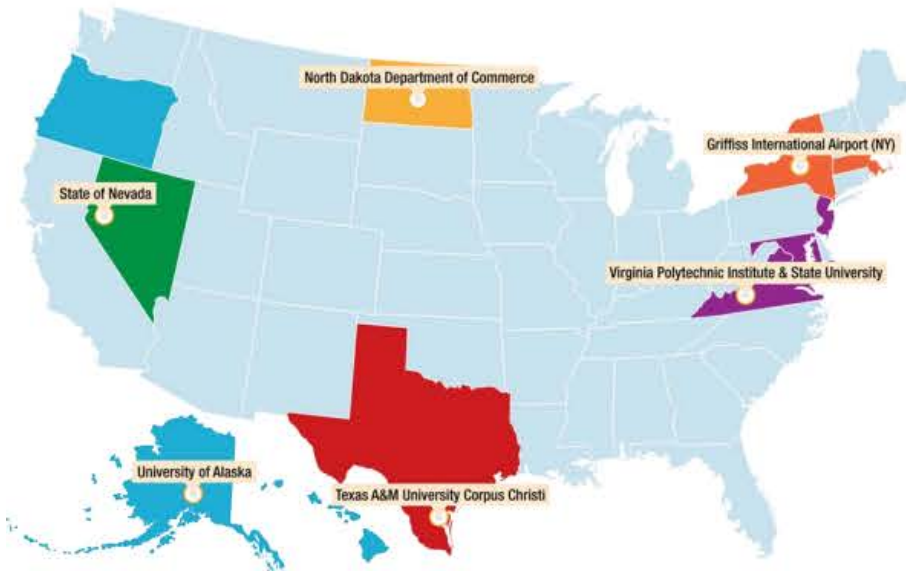 North Dakota Department of Commerce
Griffiss International Airport (NY)
State of Nevada
Virginia Polytechnic Institute & State University
University of Alaska
Texas A&M University Corpus Christi